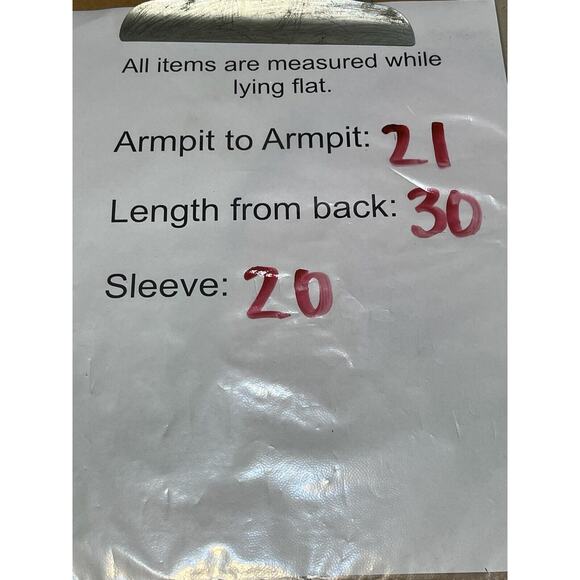 All items are measured while
lying flat.
Armpit to Armpit: 21
Length from back: 30
Sleeve: 20